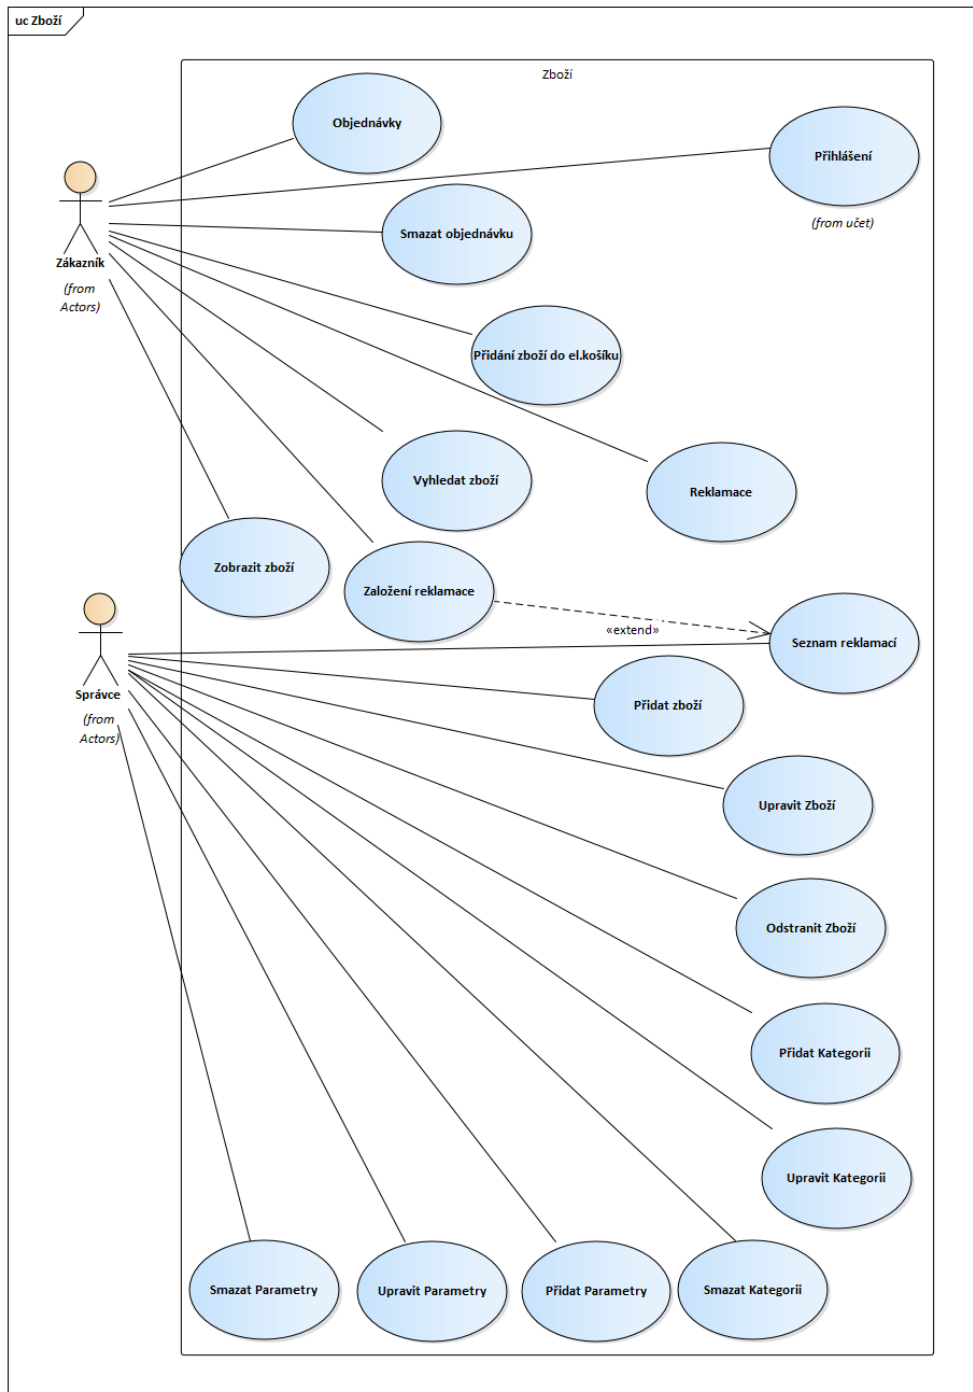 uc Zboží
Zboží
Objednávky
Přihlášení
(from učet)
Smazat objednávku
Zákazník
(from
Actors)
Přidání zboží do el.košíku
Vyhledat zboží
Reklamace
Zobrazit zboží
Založení reklamace
«extend»
Seznam reklamací
Správce
(from
Actors)
Přidat zboží
Upravit Zboží
Odstranit Zboží
Přidat Kategorii
Upravit Kategorii
Smazat Parametry
Upravit Parametry
Přidat Parametry
Smazat Kategorii